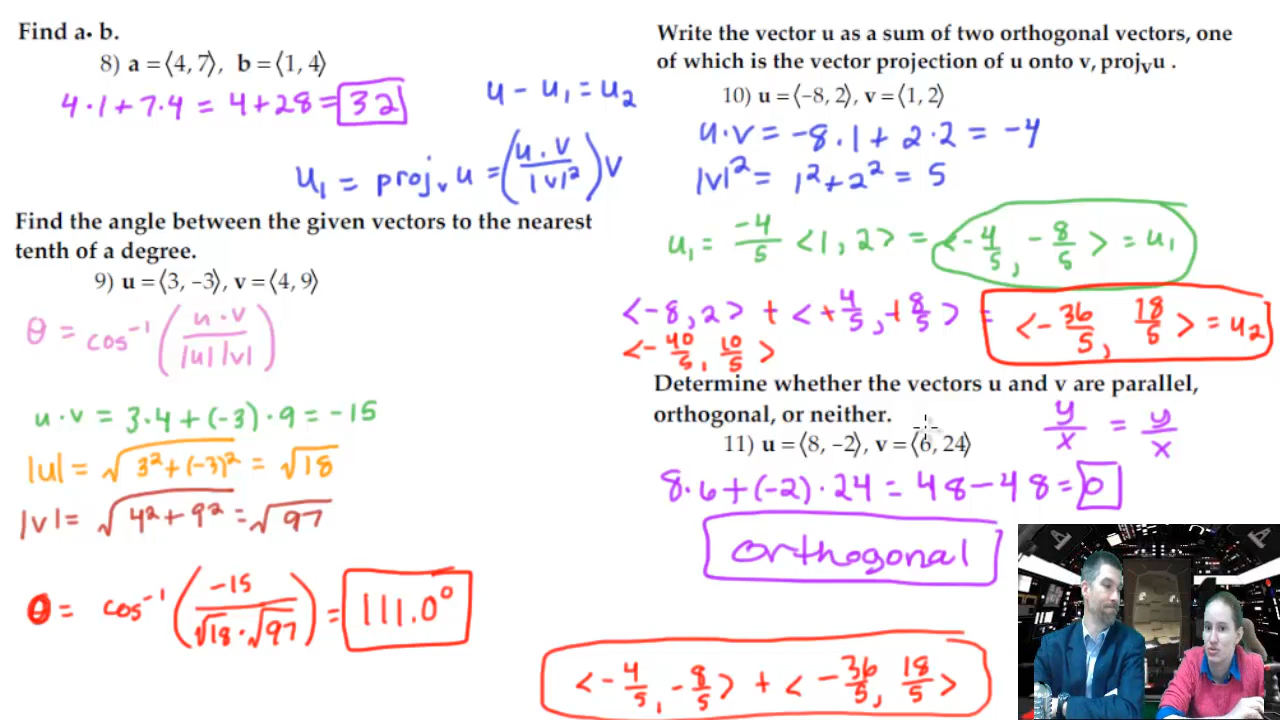 Find a• b.
8) a = ⟨4, 7⟩, b = ⟨1, 4⟩
4·1 + 7·4 = 4 + 28 = 32
u - u₁ = u₂
u₁ = projᵥ u = (u·v / |v|²) v
Find the angle between the given vectors to the nearest
tenth of a degree.
9) u = ⟨3, −3⟩, v = ⟨4, 9⟩
θ = cos⁻¹ (u·v / |u||v|)
u·v = 3·4 + (-3)·9 = -15
|u| = √(3² + (-3)²) = √18
|v| = √(4² + 9²) = √97
θ = cos⁻¹ (-15 / √18·√97) = 111.0°
Write the vector u as a sum of two orthogonal vectors, one
of which is the vector projection of u onto v, projᵥu .
10) u = ⟨−8, 2⟩, v = ⟨1, 2⟩
u·v = -8·1 + 2·2 = -4
|v|² = 1² + 2² = 5
u₁ = -4/5 <1, 2> = <-4/5, -8/5> = u₁
<-8, 2> + <+4/5, +8/5> = <-36/5, 18/5> = u₂
<-40/5, 10/5>
Determine whether the vectors u and v are parallel,
orthogonal, or neither.
y/x = y/x
11) u = ⟨8, −2⟩, v = ⟨6, 24⟩
8·6 + (-2)·24 = 48 - 48 = 0
orthogonal
<-4/5, -8/5> + <-36/5, 18/5>